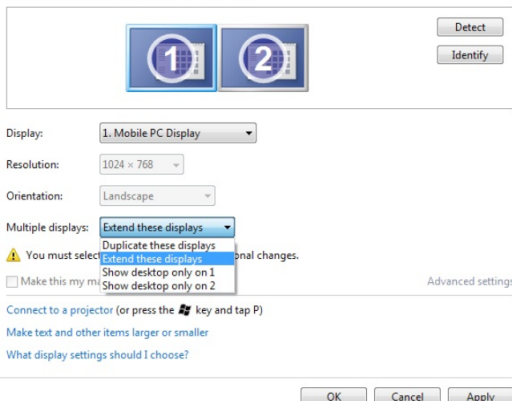 1 2
Detect
Identify
Display: 1. Mobile PC Display
Resolution: 1024 × 768
Orientation: Landscape
Multiple displays: Extend these displays
Duplicate these displays
Extend these displays
Show desktop only on 1
Show desktop only on 2
You must selec nal changes.
Make this my m
Advanced settings
Connect to a projector (or press the key and tap P)
Make text and other items larger or smaller
What display settings should I choose?
OK Cancel Apply